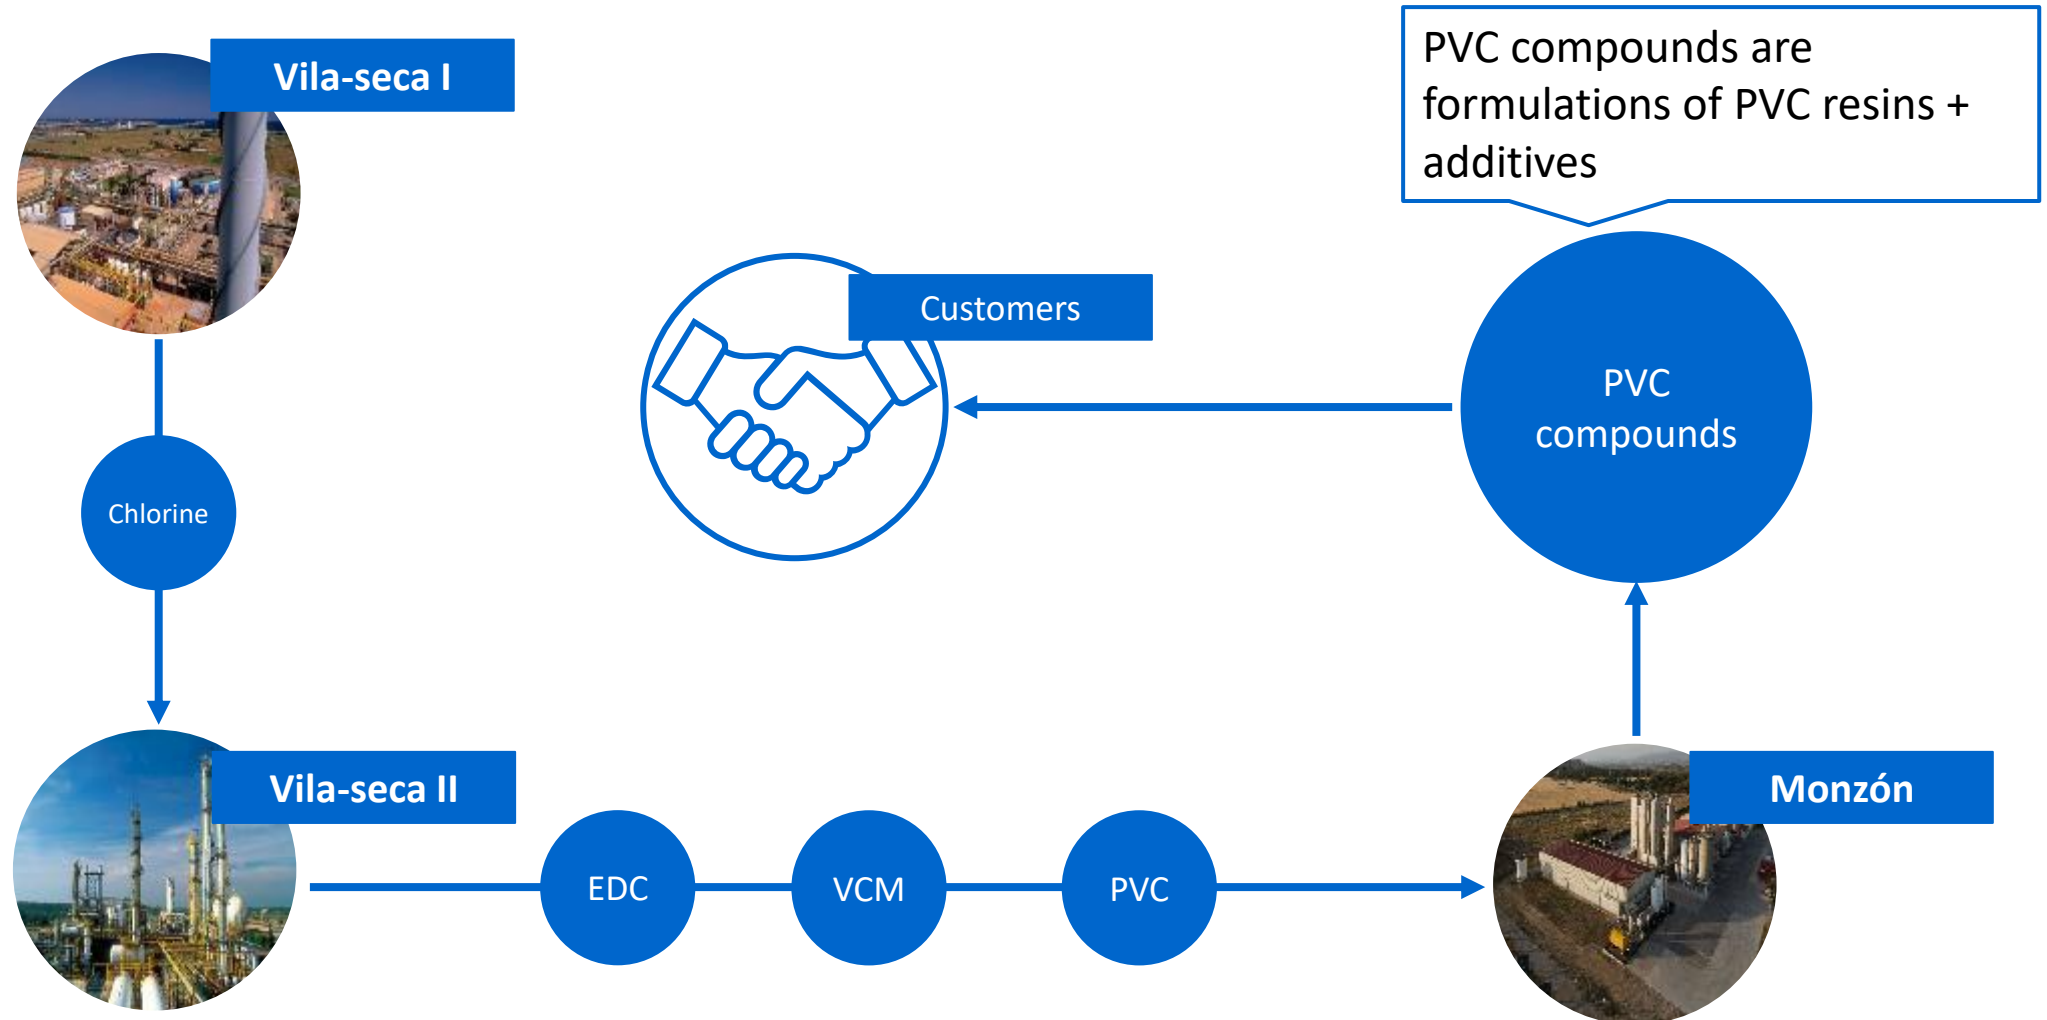 Vila-seca I
PVC compounds are
formulations of PVC resins +
additives
Customers
PVC
compounds
Chlorine
Vila-seca II
Monzón
EDC
VCM
PVC